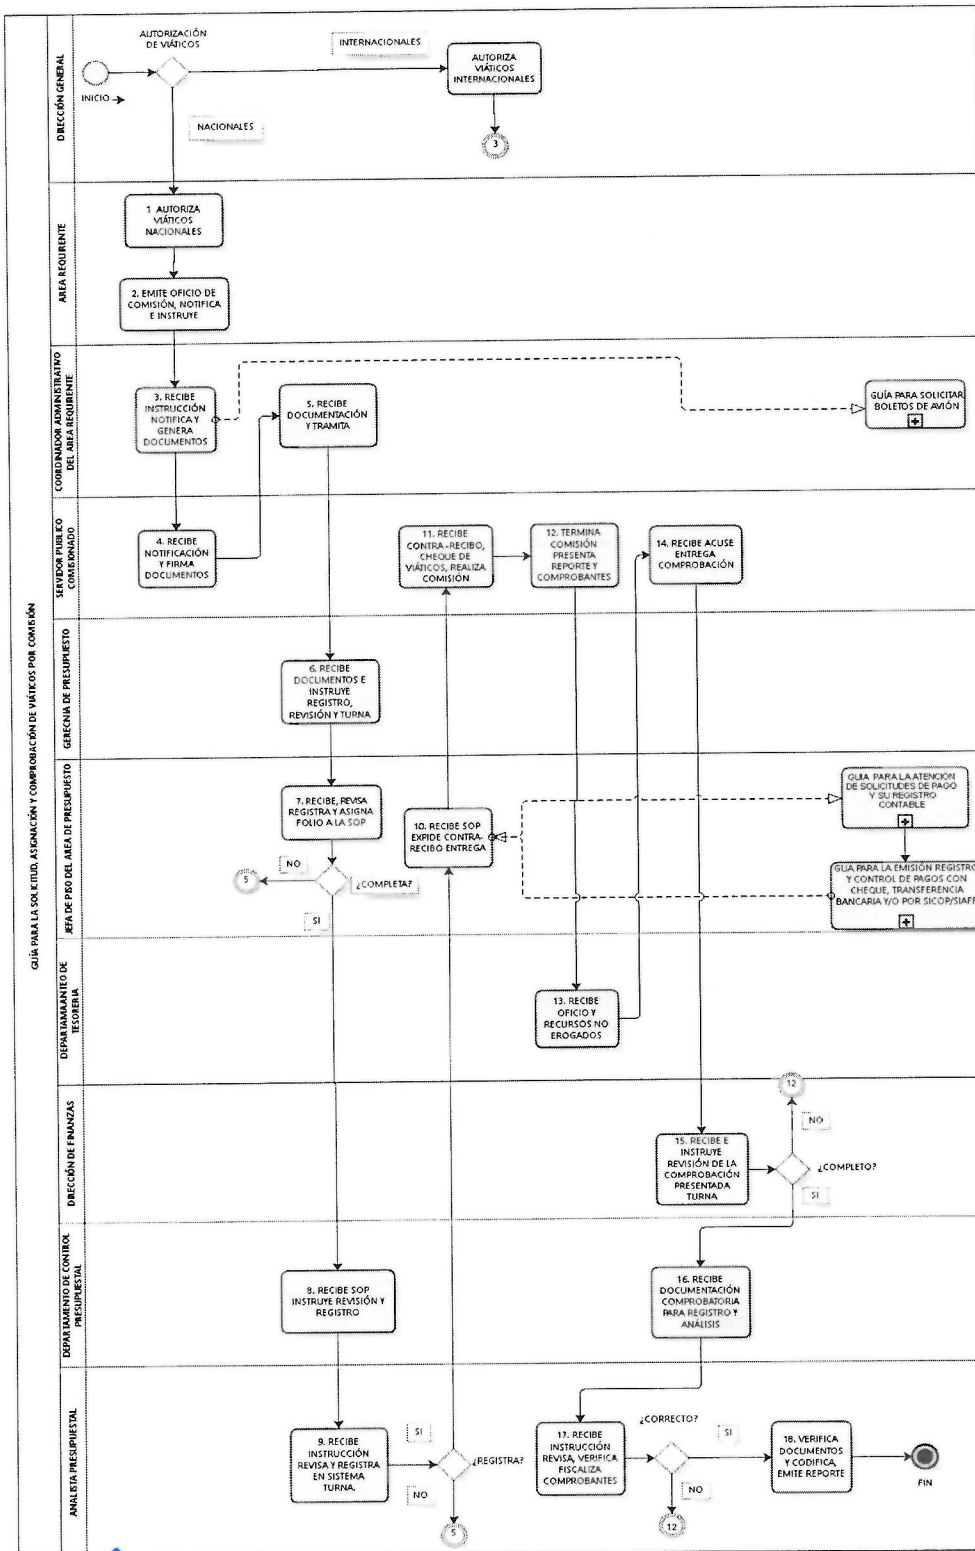 GUÍA PARA LA SOLICITUD, ASIGNACIÓN Y COMPROBACIÓN DE VIÁTICOS POR COMISIÓN
DIRECCIÓN GENERAL
AUTORIZACIÓN
DE VIÁTICOS
INICIO
INTERNACIONALES
AUTORIZA
VIÁTICOS
INTERNACIONALES
3
NACIONALES
AREA REQUIRENTE
1 AUTORIZA
VIÁTICOS
NACIONALES
2. EMITE OFICIO DE
COMISIÓN, NOTIFICA
E INSTRUYE
COORDINADOR ADMINISTRATIVO
DEL AREA REQUIRENTE
3. RECIBE
INSTRUCCIÓN
NOTIFICA Y
GENERA
DOCUMENTOS
5. RECIBE
DOCUMENTACIÓN
Y TRAMITA
GUÍA PARA SOLICITAR
BOLETOS DE AVIÓN
SERVIDOR PUBLICO
COMISIONADO
4. RECIBE
NOTIFICACIÓN
Y FIRMA
DOCUMENTOS
11. RECIBE
CONTRA-RECIBO,
CHEQUE DE
VIÁTICOS, REALIZA
COMISIÓN
12. TERMINA
COMISIÓN
PRESENTA
REPORTE Y
COMPROBANTES
14. RECIBE ACUSE
ENTREGA
COMPROBACIÓN
GERECNIA DE PRESUPUESTO
6. RECIBE
DOCUMENTOS E
INSTRUYE
REGISTRO,
REVISIÓN Y TURNA
JEFA DE PISO DEL AREA DE PRESUPUESTO
7. RECIBE, REVISA
REGISTRA Y ASIGNA
FOLIO A LA SOP
NO
5
¿COMPLETA?
SI
10. RECIBE SOP
EXPIDE CONTRA-
RECIBO ENTREGA
GUIA PARA LA ATENCIÓN
DE SOLICITUDES DE PAGO
Y SU REGISTRO
CONTABLE
GUIA PARA LA EMISIÓN REGISTRO
Y CONTROL DE PAGOS CON
CHEQUE, TRANSFERENCIA
BANCARIA Y/O POR SICOP/SIAFF
DEPARTAMAANTEO DE
TESORERIA
13. RECIBE
OFICIO Y
RECURSOS NO
EROGADOS
DIRECCIÓN DE FINANZAS
12
NO
15. RECIBE E
INSTRUYE
REVISIÓN DE LA
COMPROBACIÓN
PRESENTADA
TURNA
¿COMPLETO?
SI
DEPARTAMENTO DE CONTROL
PRESUPUESTAL
8. RECIBE SOP
INSTRUYE REVISIÓN Y
REGISTRO
16. RECIBE
DOCUMENTACIÓN
COMPROBATORIA
PARA REGISTRO Y
ANÁLISIS
ANALISTA PRESUPUESTAL
9. RECIBE
INSTRUCCIÓN
REVISA Y REGISTRA
EN SISTEMA
TURNA.
SI
¿REGISTRA?
NO
5
17. RECIBE
INSTRUCCIÓN
REVISA, VERIFICA
FISCALIZA
COMPROBANTES
¿CORRECTO?
SI
NO
12
18. VERIFICA
DOCUMENTOS
Y CODIFICA,
EMITE REPORTE
FIN